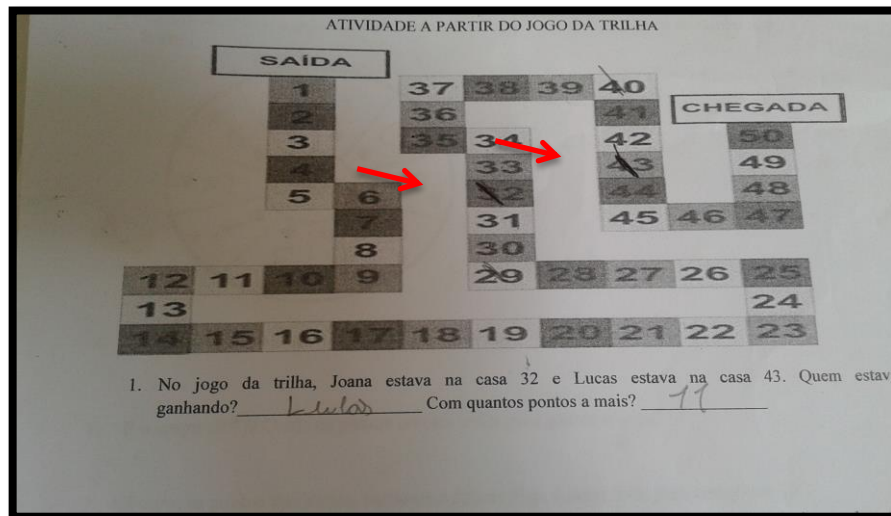 ATIVIDADE A PARTIR DO JOGO DA TRILHA
SAÍDA
1 37 38 39 40
2 36 41 CHEGADA
3 35 34 42 50
4 33 43 49
5 6 32 44 48
7 31 45 46 47
8 30
12 11 10 9 29 28 27 26 25
13 24
14 15 16 17 18 19 20 21 22 23
1. No jogo da trilha, Joana estava na casa 32 e Lucas estava na casa 43. Quem estav
ganhando? Lucas Com quantos pontos a mais? 11